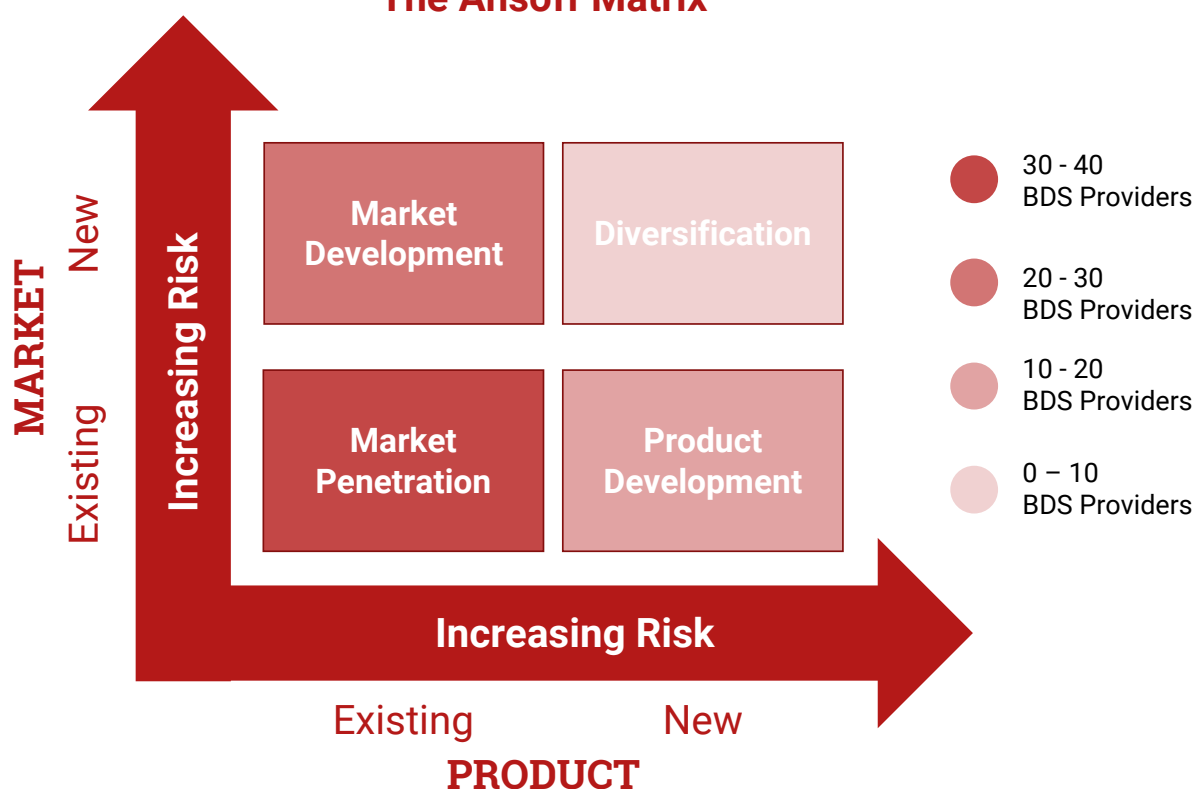 The Ansoff Matrix
MARKET
New
Existing
Increasing Risk
Market
Development
Diversification
Market
Penetration
Product
Development
30 - 40
BDS Providers
20 - 30
BDS Providers
10 - 20
BDS Providers
0 – 10
BDS Providers
Increasing Risk
Existing
New
PRODUCT